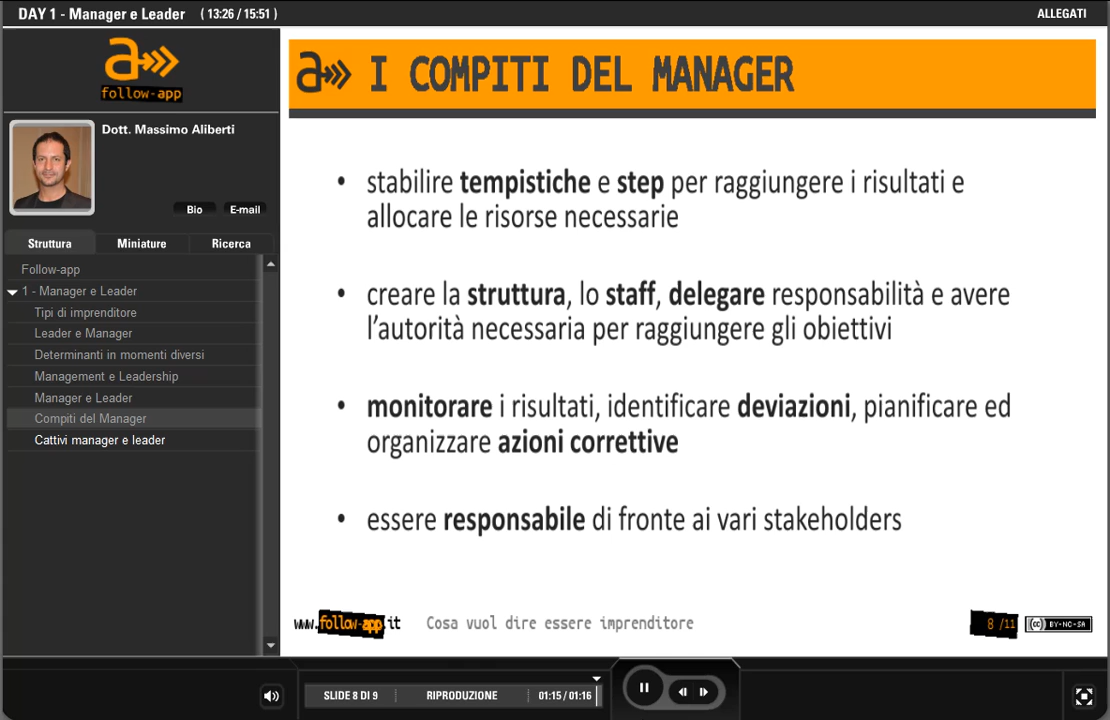 DAY 1 - Manager e Leader ( 13:26 / 15:51 )
ALLEGATI
a
follow-app
Dott. Massimo Aliberti
Bio
E-mail
Struttura
Miniature
Ricerca
Follow-app
1 - Manager e Leader
Tipi di imprenditore
Leader e Manager
Determinanti in momenti diversi
Management e Leadership
Manager e Leader
Compiti del Manager
Cattivi manager e leader
a I COMPITI DEL MANAGER
• stabilire tempistiche e step per raggiungere i risultati e
allocare le risorse necessarie
• creare la struttura, lo staff, delegare responsabilità e avere
l'autorità necessaria per raggiungere gli obiettivi
• monitorare i risultati, identificare deviazioni, pianificare ed
organizzare azioni correttive
• essere responsabile di fronte ai vari stakeholders
www.follow-app.it
Cosa vuol dire essere imprenditore
8 /11
cc BY-NC-SA
SLIDE 8 DI 9
RIPRODUZIONE
01:15 / 01:16